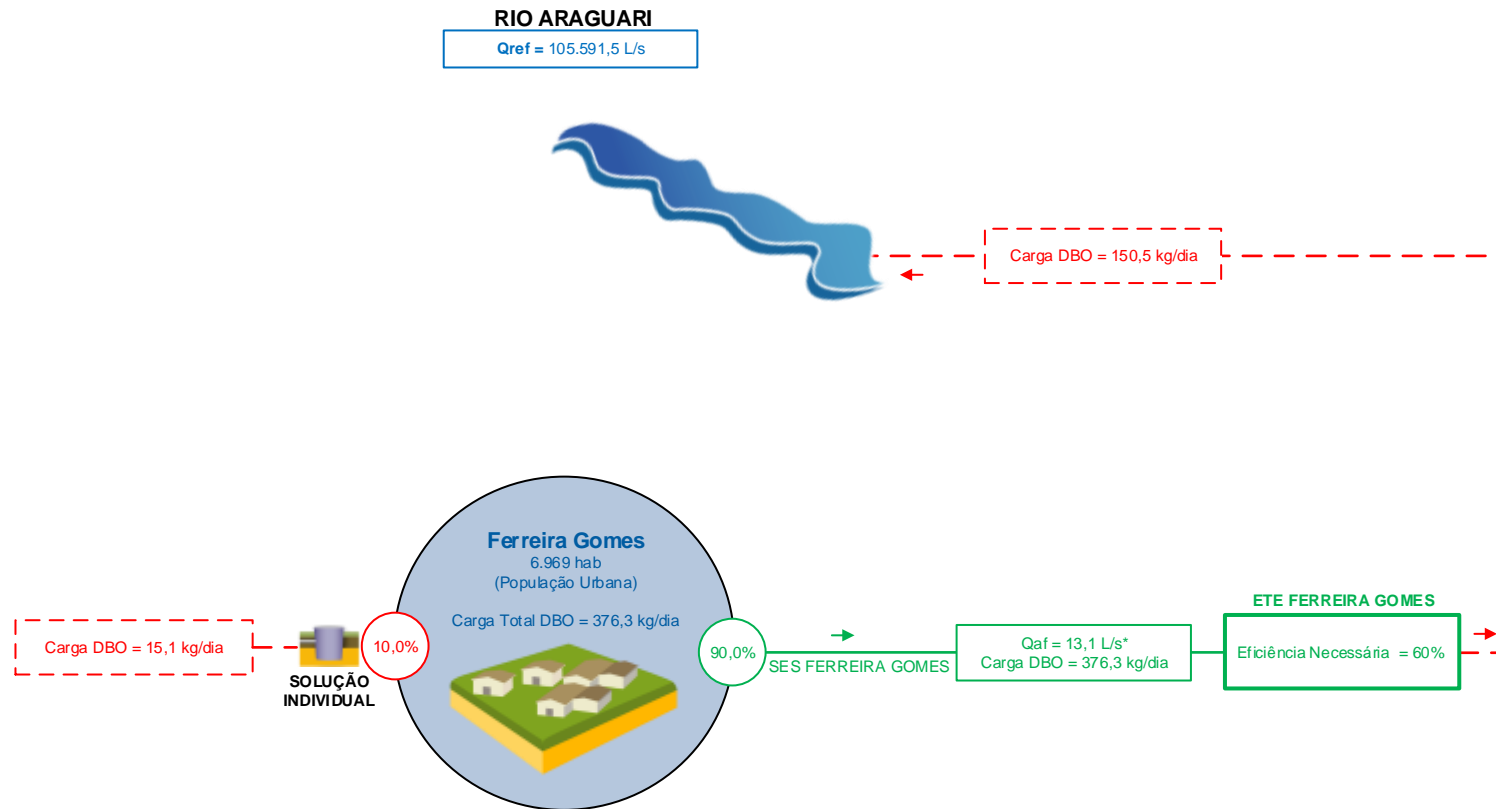 RIO ARAGUARI
Qref = 105.591,5 L/s
Carga DBO = 150,5 kg/dia
Ferreira Gomes
6.969 hab
(População Urbana)
Carga Total DBO = 376,3 kg/dia
Carga DBO = 15,1 kg/dia
SOLUÇÃO
INDIVIDUAL
10,0%
90,0%
SES FERREIRA GOMES
Qaf = 13,1 L/s*
Carga DBO = 376,3 kg/dia
ETE FERREIRA GOMES
Eficiência Necessária = 60%